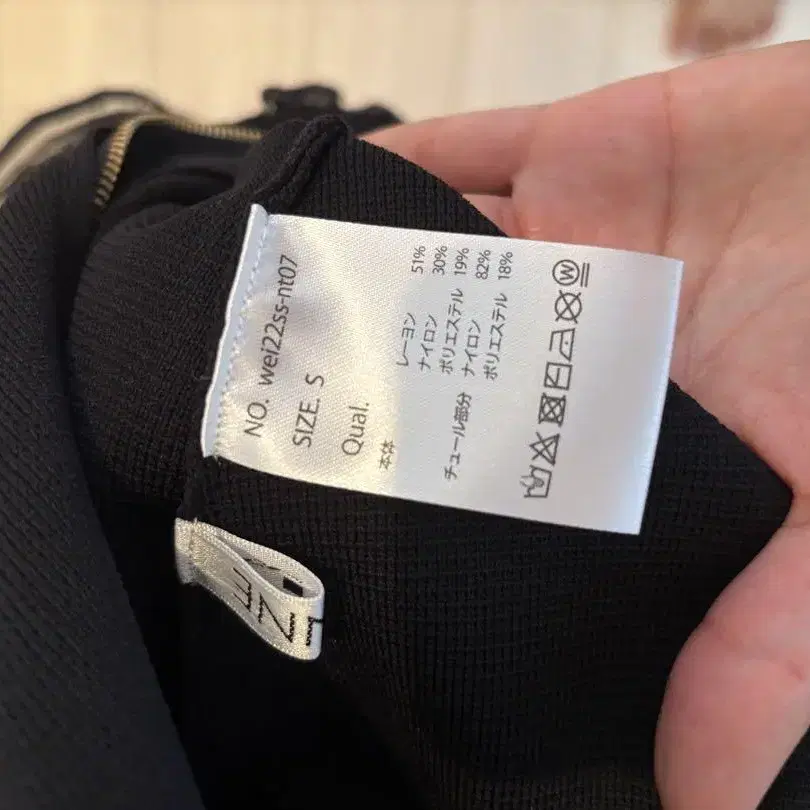 NO. wei22ss-nt07
SIZE. S
Qual.
本体 レーヨン 51%
ナイロン 30%
ポリエステル 19%
チュール部分 ナイロン 82%
ポリエステル 18%
W